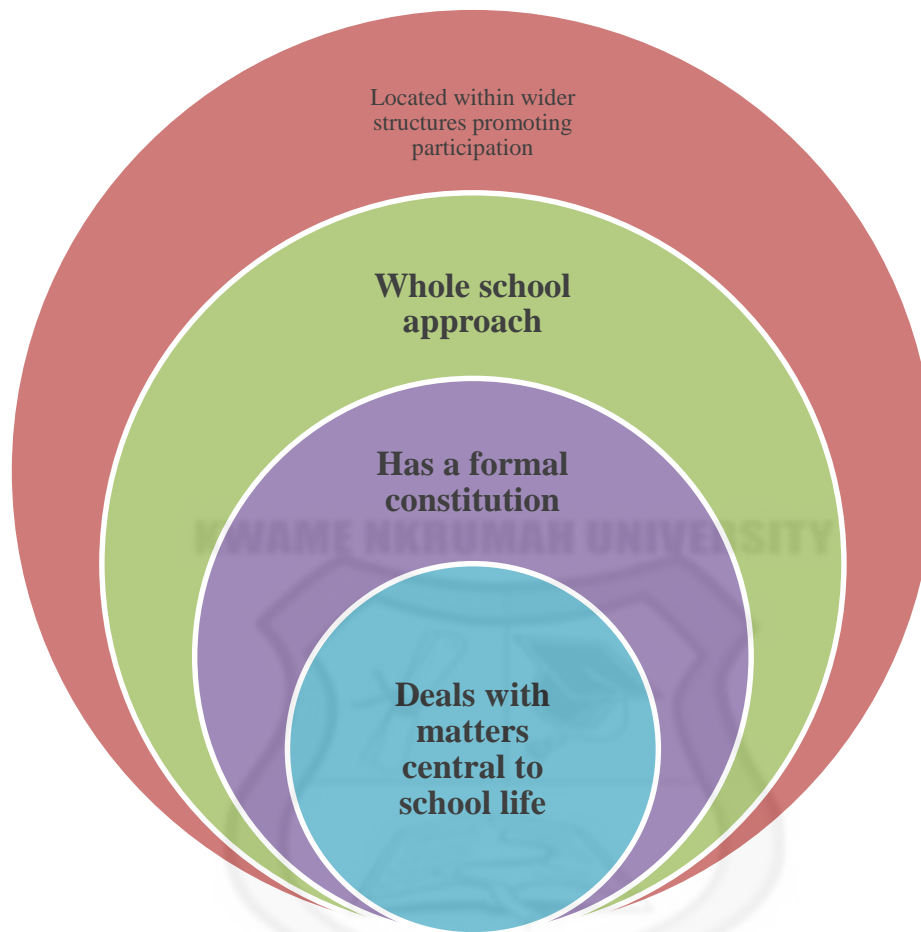 Located within wider
structures promoting
participation
Whole school
approach
Has a formal
constitution
KWAME NKRUMAH UNIVERSITY
Deals with
matters
central to
school life